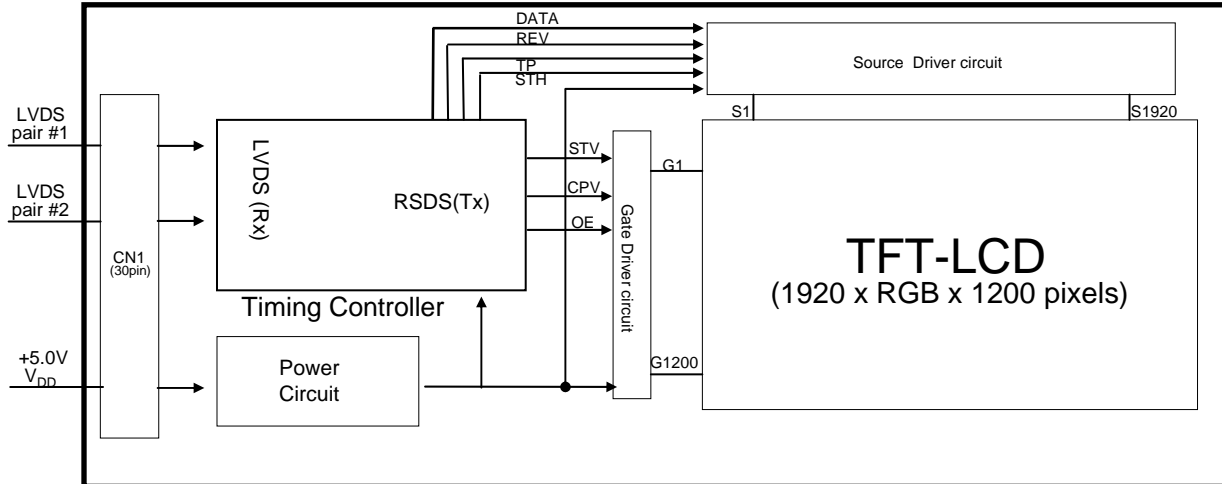 DATA
REV
TP
STH
Source Driver circuit
S1
S1920
LVDS
pair #1
LVDS
pair #2
CN1
(30pin)
LVDS (Rx)
RSDS(Tx)
Timing Controller
STV
CPV
OE
Gate Driver circuit
G1
G1200
TFT-LCD
(1920 x RGB x 1200 pixels)
+5.0V
VDD
Power
Circuit